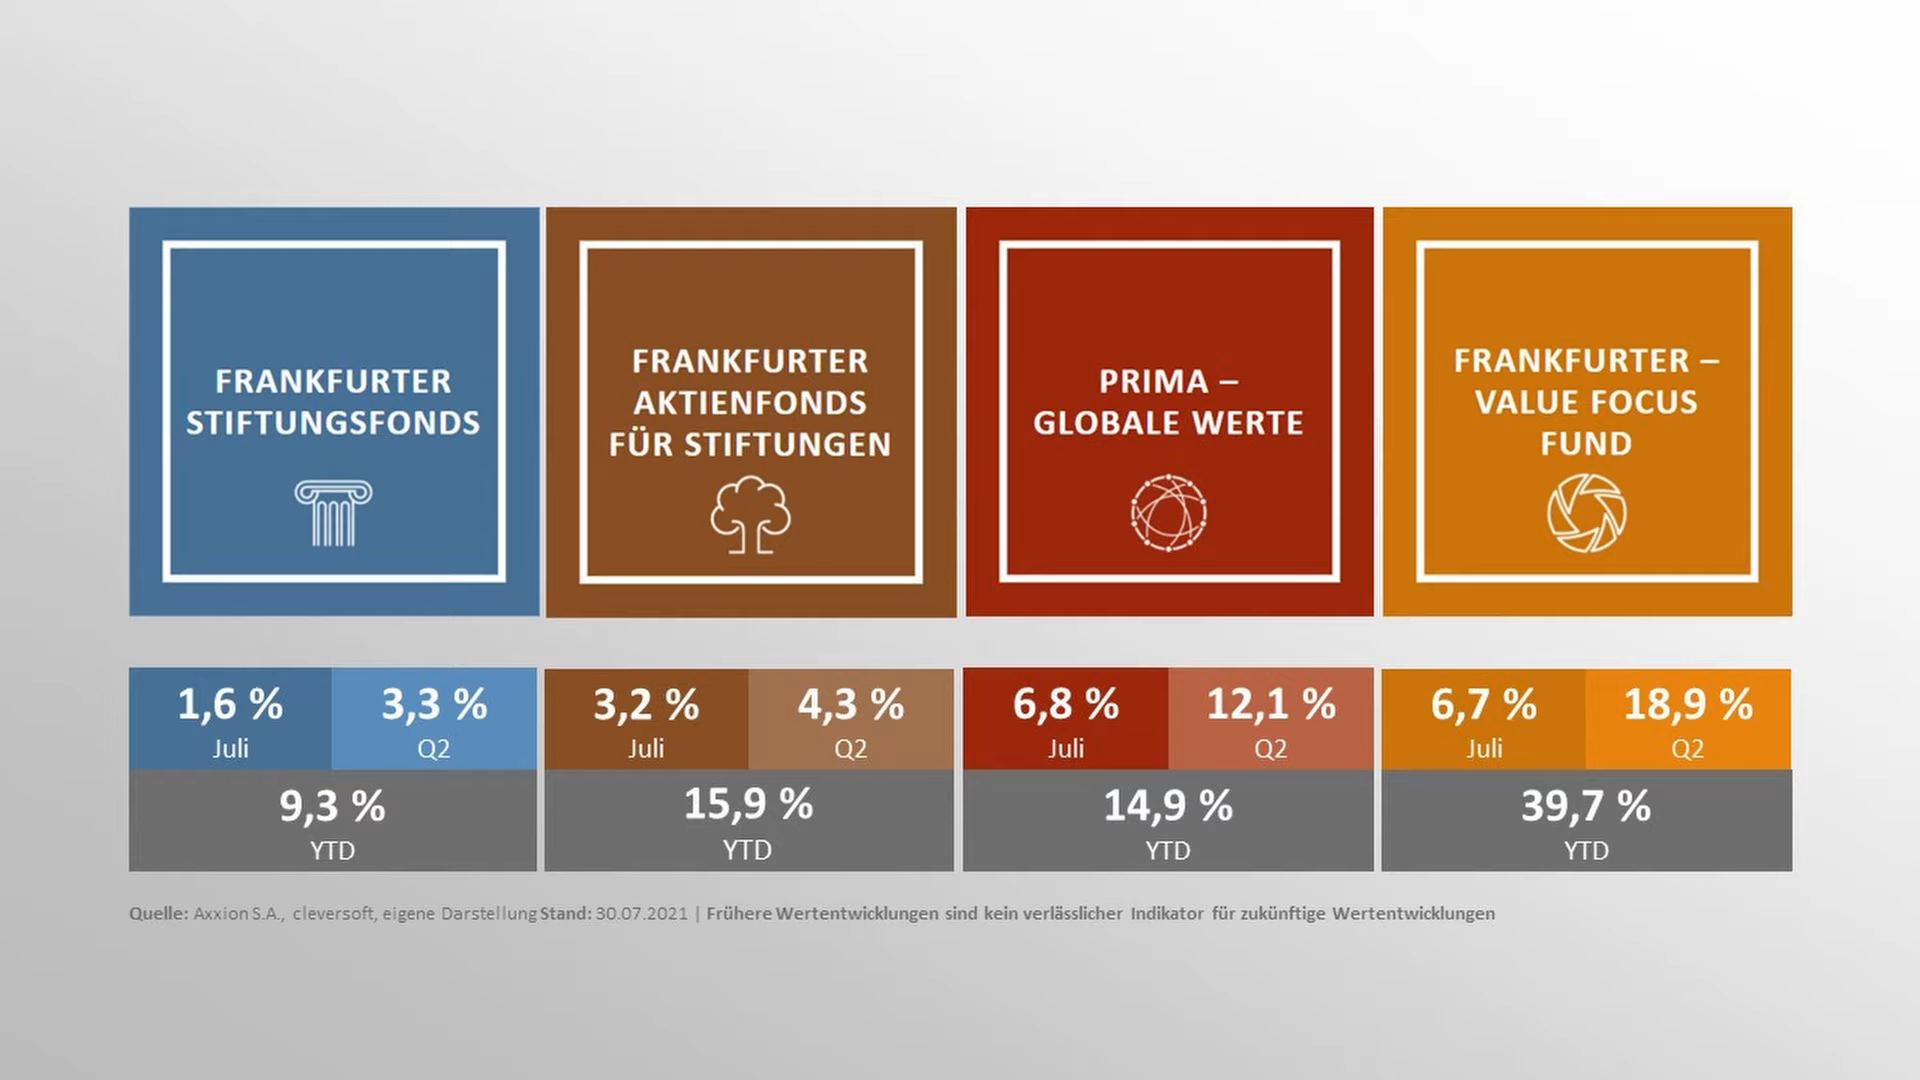 FRANKFURTER
STIFTUNGSFONDS
FRANKFURTER
AKTIENFONDS
FÜR STIFTUNGEN
PRIMA –
GLOBALE WERTE
FRANKFURTER –
VALUE FOCUS
FUND
1,6 %
Juli
3,3 %
Q2
9,3 %
YTD
3,2 %
Juli
4,3 %
Q2
15,9 %
YTD
6,8 %
Juli
12,1 %
Q2
14,9 %
YTD
6,7 %
Juli
18,9 %
Q2
39,7 %
YTD
Quelle: Axxion S.A., cleversoft, eigene Darstellung Stand: 30.07.2021 | Frühere Wertentwicklungen sind kein verlässlicher Indikator für zukünftige Wertentwicklungen